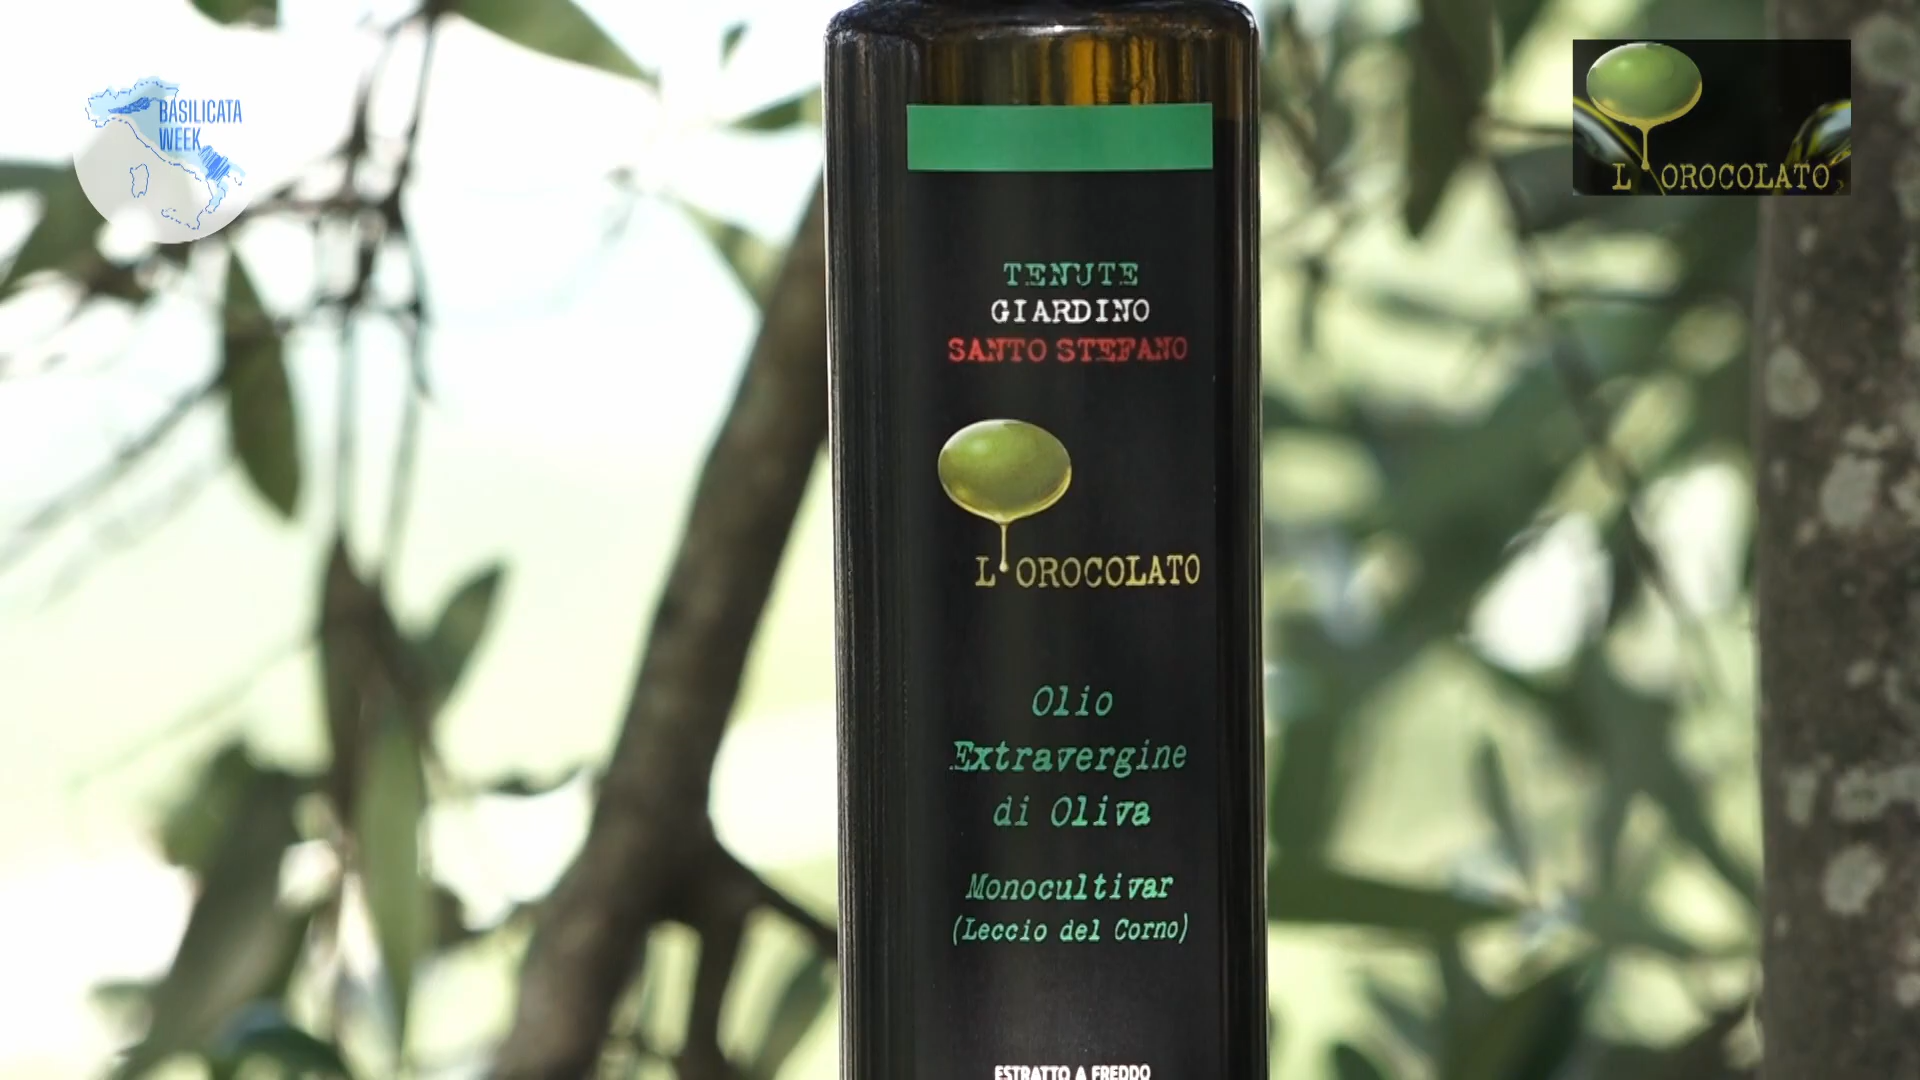 BASILICATA
WEEK
L'OROCOLATO
TENUTE
GIARDINO
SANTO STEFANO
L'OROCOLATO
Olio
Extravergine
di Oliva
Monocultivar
(Leccio del Corno)
ESTRATTO A FREDDO